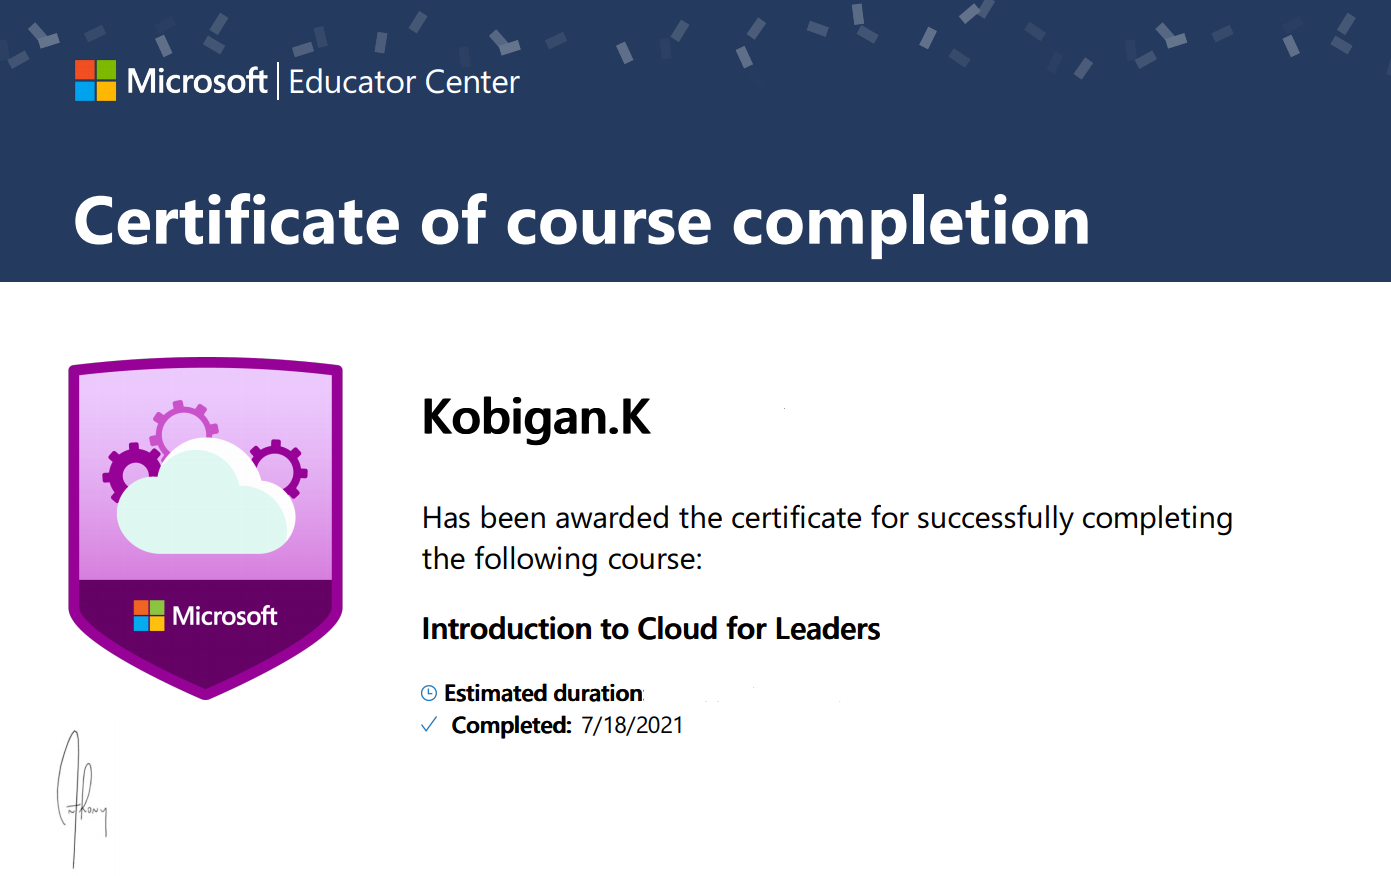 Microsoft | Educator Center
Certificate of course completion
Kobigan.K
Has been awarded the certificate for successfully completing
the following course:
Introduction to Cloud for Leaders
Microsoft
Estimated duration:
Completed: 7/18/2021
Anthony